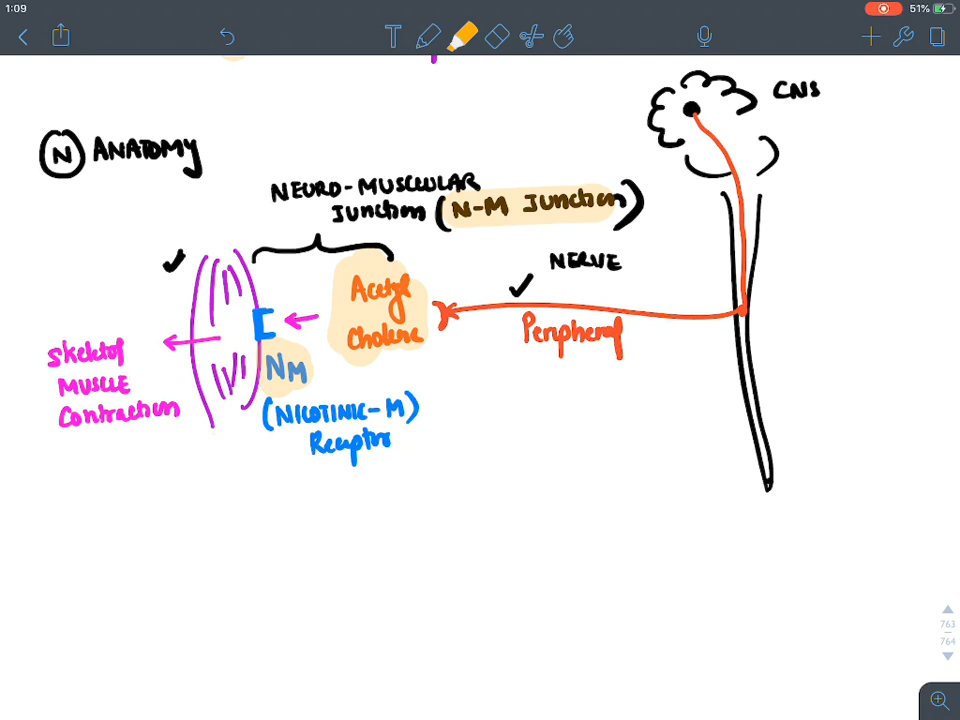 1:09
51%
T
CNS
N ANATOMY
NEURO-MUSCULAR
Junction (N-M Junction)
NERVE
Acetyl
Cholene
Peripheral
NM
(NICOTINIC-M)
Receptor
Skeletal
MUSCLE
Contraction
763
764